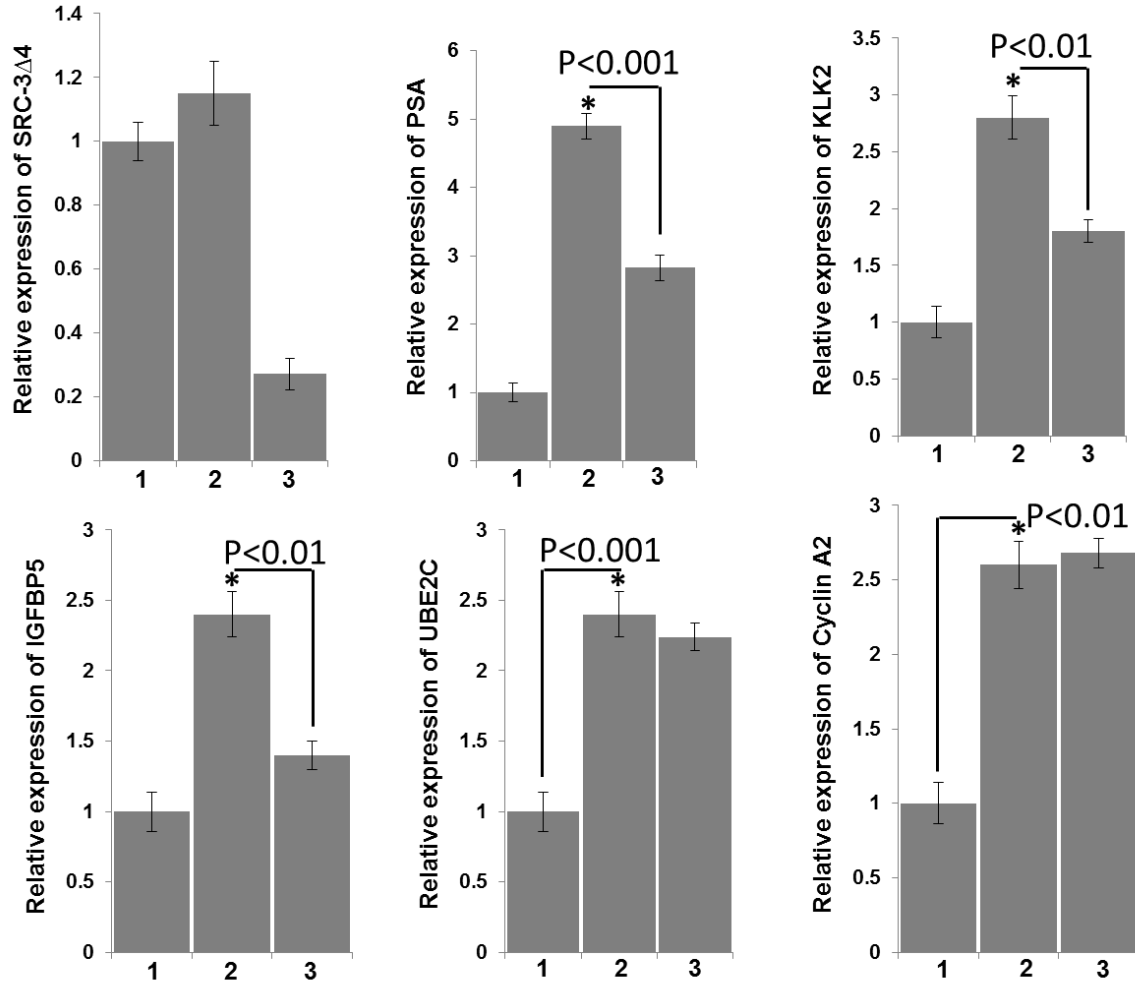 Relative expression of SRC-3Δ4
1.4
1.2
1
0.8
0.6
0.4
0.2
0
1 2 3
Relative expression of PSA
6
5
4
3
2
1
0
P<0.001
*
1 2 3
Relative expression of KLK2
3.5
3
2.5
2
1.5
1
0.5
0
P<0.01
*
1 2 3
Relative expression of IGFBP5
3
2.5
2
1.5
1
0.5
0
P<0.01
*
1 2 3
Relative expression of UBE2C
3
2.5
2
1.5
1
0.5
0
P<0.001
*
1 2 3
Relative expression of Cyclin A2
3
2.5
2
1.5
1
0.5
0
*P<0.01
1 2 3